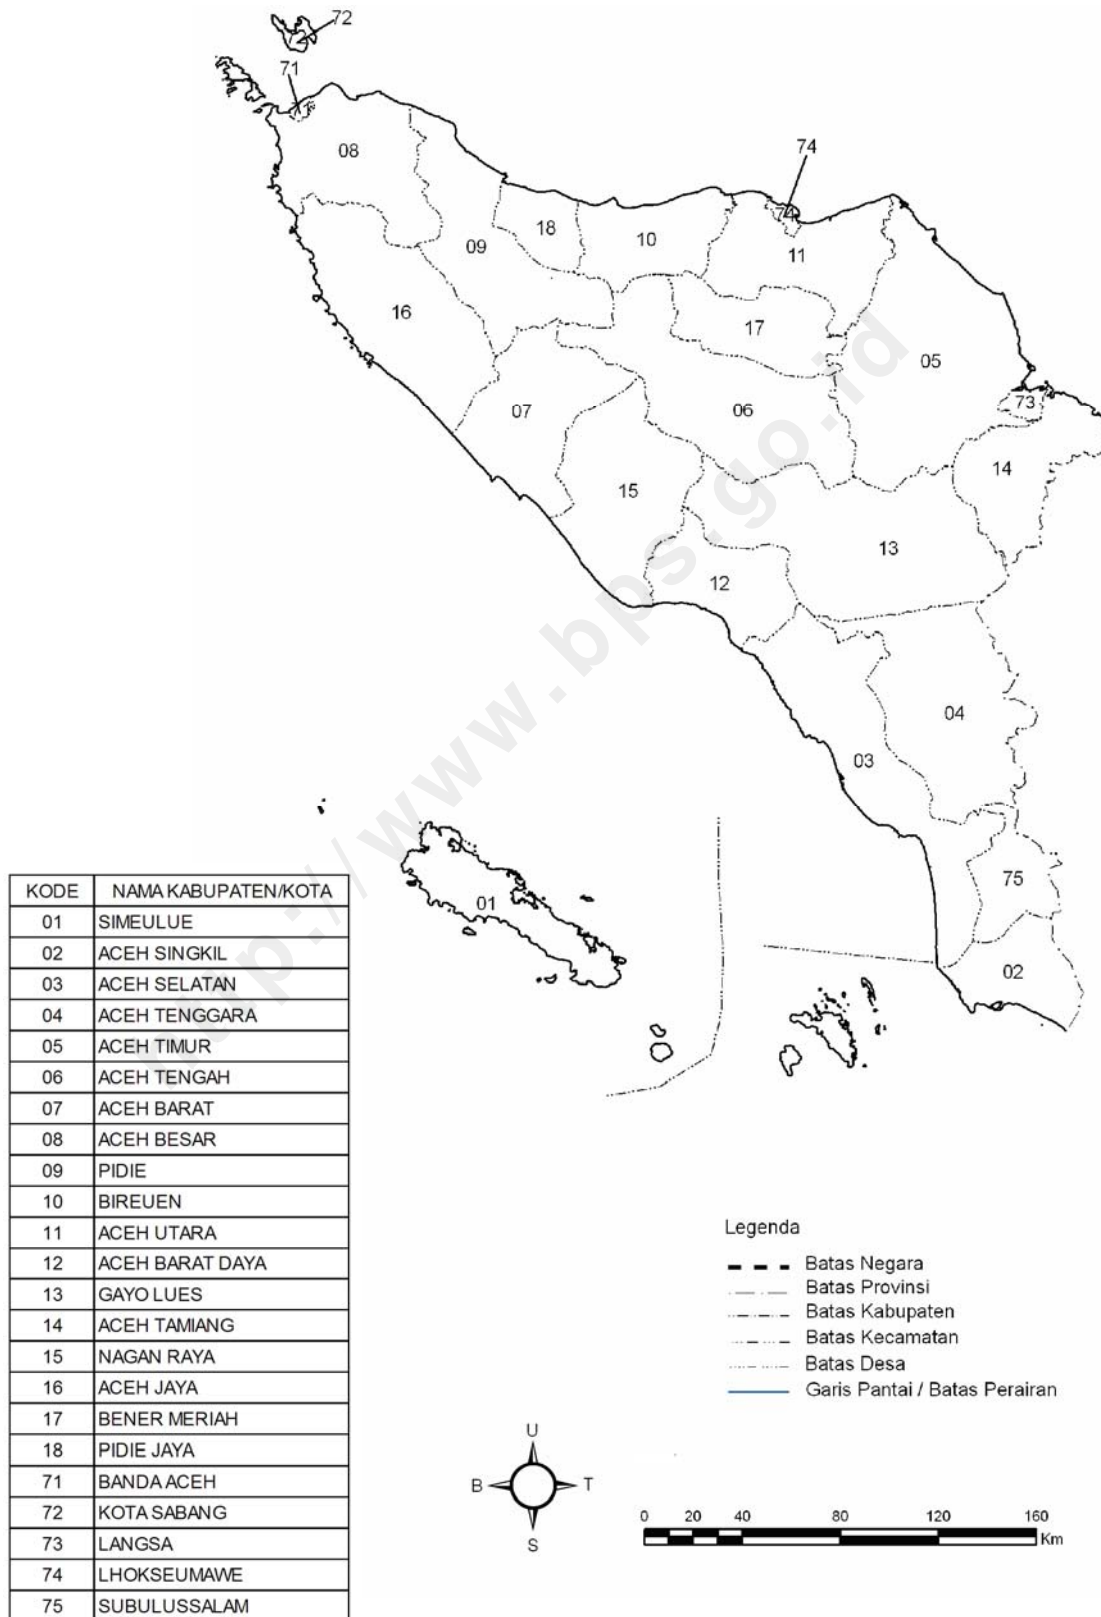 72
72
71
71
08
74
74
18
10
09
11
16
17
05
73
07
06
14
15
13
12
04
03
75
01
02
http://www.bps.go.id
KODE NAMA KABUPATEN/KOTA
01 SIMEULUE
02 ACEH SINGKIL
03 ACEH SELATAN
04 ACEH TENGGARA
05 ACEH TIMUR
06 ACEH TENGAH
07 ACEH BARAT
08 ACEH BESAR
09 PIDIE
10 BIREUEN
11 ACEH UTARA
12 ACEH BARAT DAYA
13 GAYO LUES
14 ACEH TAMIANG
15 NAGAN RAYA
16 ACEH JAYA
17 BENER MERIAH
18 PIDIE JAYA
71 BANDA ACEH
72 KOTA SABANG
73 LANGSA
74 LHOKSEUMAWE
75 SUBULUSSALAM
Legenda
Batas Negara
Batas Provinsi
Batas Kabupaten
Batas Kecamatan
Batas Desa
Garis Pantai / Batas Perairan
U
B T
S
0 20 40 80 120 160
Km